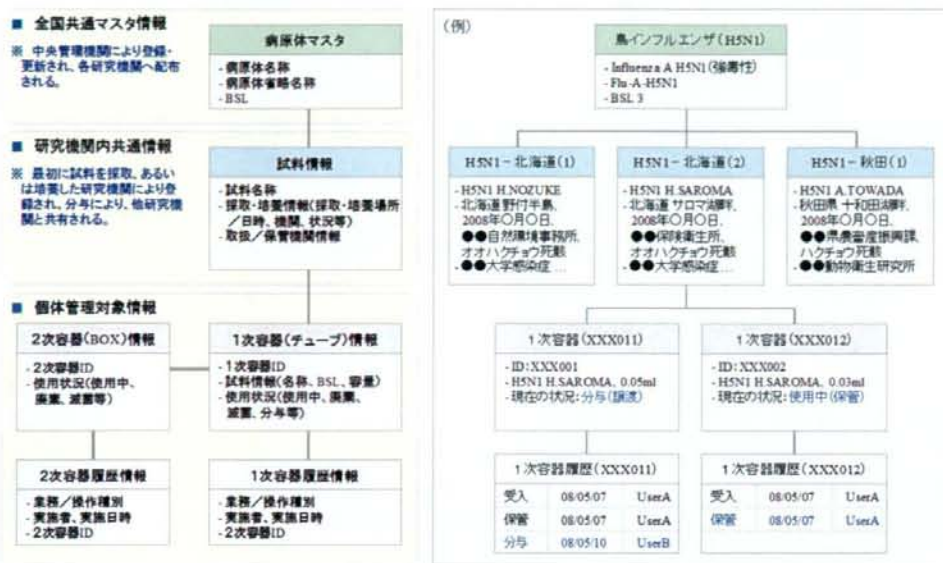 ■ 全国共通マスタ情報
※ 中央管理機関により登録・
更新され、各研究機関へ配布
される。
病原体マスタ
- 病原体名称
- 病原体省略名称
- BSL
■ 研究機関内共通情報
※ 最初に試料を採取、ある
いは培養した研究機関により登
録され、分与により、他研究機
関と共有される。
試料情報
- 試料名称
- 採取・培養情報(採取・培養場所
／日時、機関、状況等)
- 取扱／保管機関情報
■ 個体管理対象情報
2次容器(BOX)情報
- 2次容器ID
- 使用状況(使用中、
廃棄、滅菌等)
1次容器(チューブ)情報
- 1次容器ID
- 試料情報(名称、BSL、容量)
- 使用状況(使用中、廃棄、
滅菌、分与等)
2次容器履歴情報
- 業務／操作種別
- 実施者、実施日時
- 2次容器ID
1次容器履歴情報
- 業務／操作種別
- 実施者、実施日時
- 2次容器ID
(例)
鳥インフルエンザ(H5N1)
- Influenza A H5N1(強毒性)
- Flu-A-H5N1
- BSL 3
H5N1－北海道(1)
- H5N1 H.NOZUKE
- 北海道 野付半島、
2008年○月○日、
●●自然環境事務所、
オオハクチョウ死骸
- ●●大学感染症…
H5N1－北海道(2)
- H5N1 H.SAROMA
- 北海道 サロマ湖畔、
2008年○月○日、
●●保険衛生所、
オオハクチョウ死骸
- ●●大学感染症…
H5N1－秋田(1)
- H5N1 A.TOWADA
- 秋田県 十和田湖畔、
2008年○月○日、
●●県農畜産振興課、
ハクチョウ死骸
- ●●動物衛生研究所
1次容器(XXX011)
- ID:XXX001
- H5N1 H.SAROMA、0.05ml
- 現在の状況:分与(譲渡)
1次容器(XXX012)
- ID:XXX002
- H5N1 H.SAROMA、0.03ml
- 現在の状況:使用中(保管)
1次容器履歴(XXX011)
受入 08/05/07 UserA
保管 08/05/07 UserA
分与 08/05/10 UserB
1次容器履歴(XXX012)
受入 08/05/07 UserA
保管 08/05/07 UserA